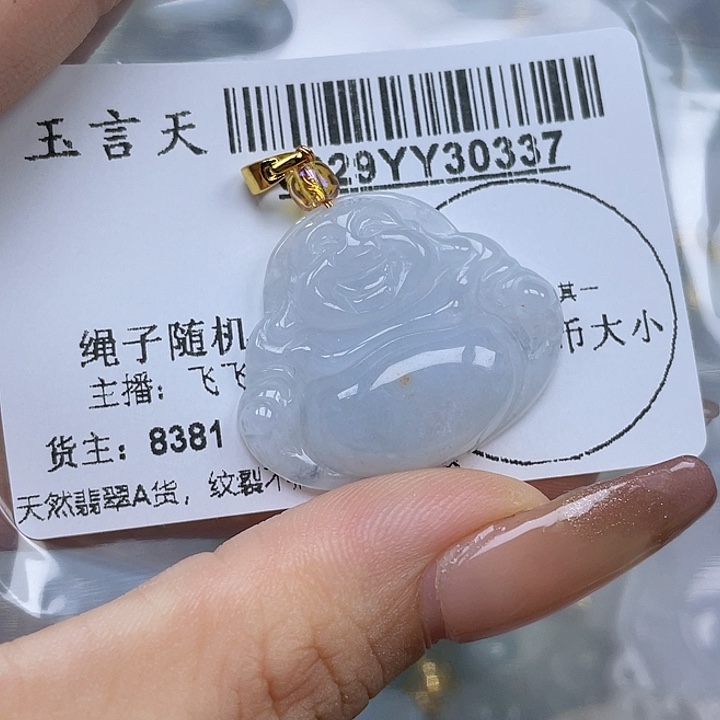 玉言天
29YY30337
其一
绳子随机
币大小
主播：飞飞
货主：8381
天然翡翠A货，纹裂不